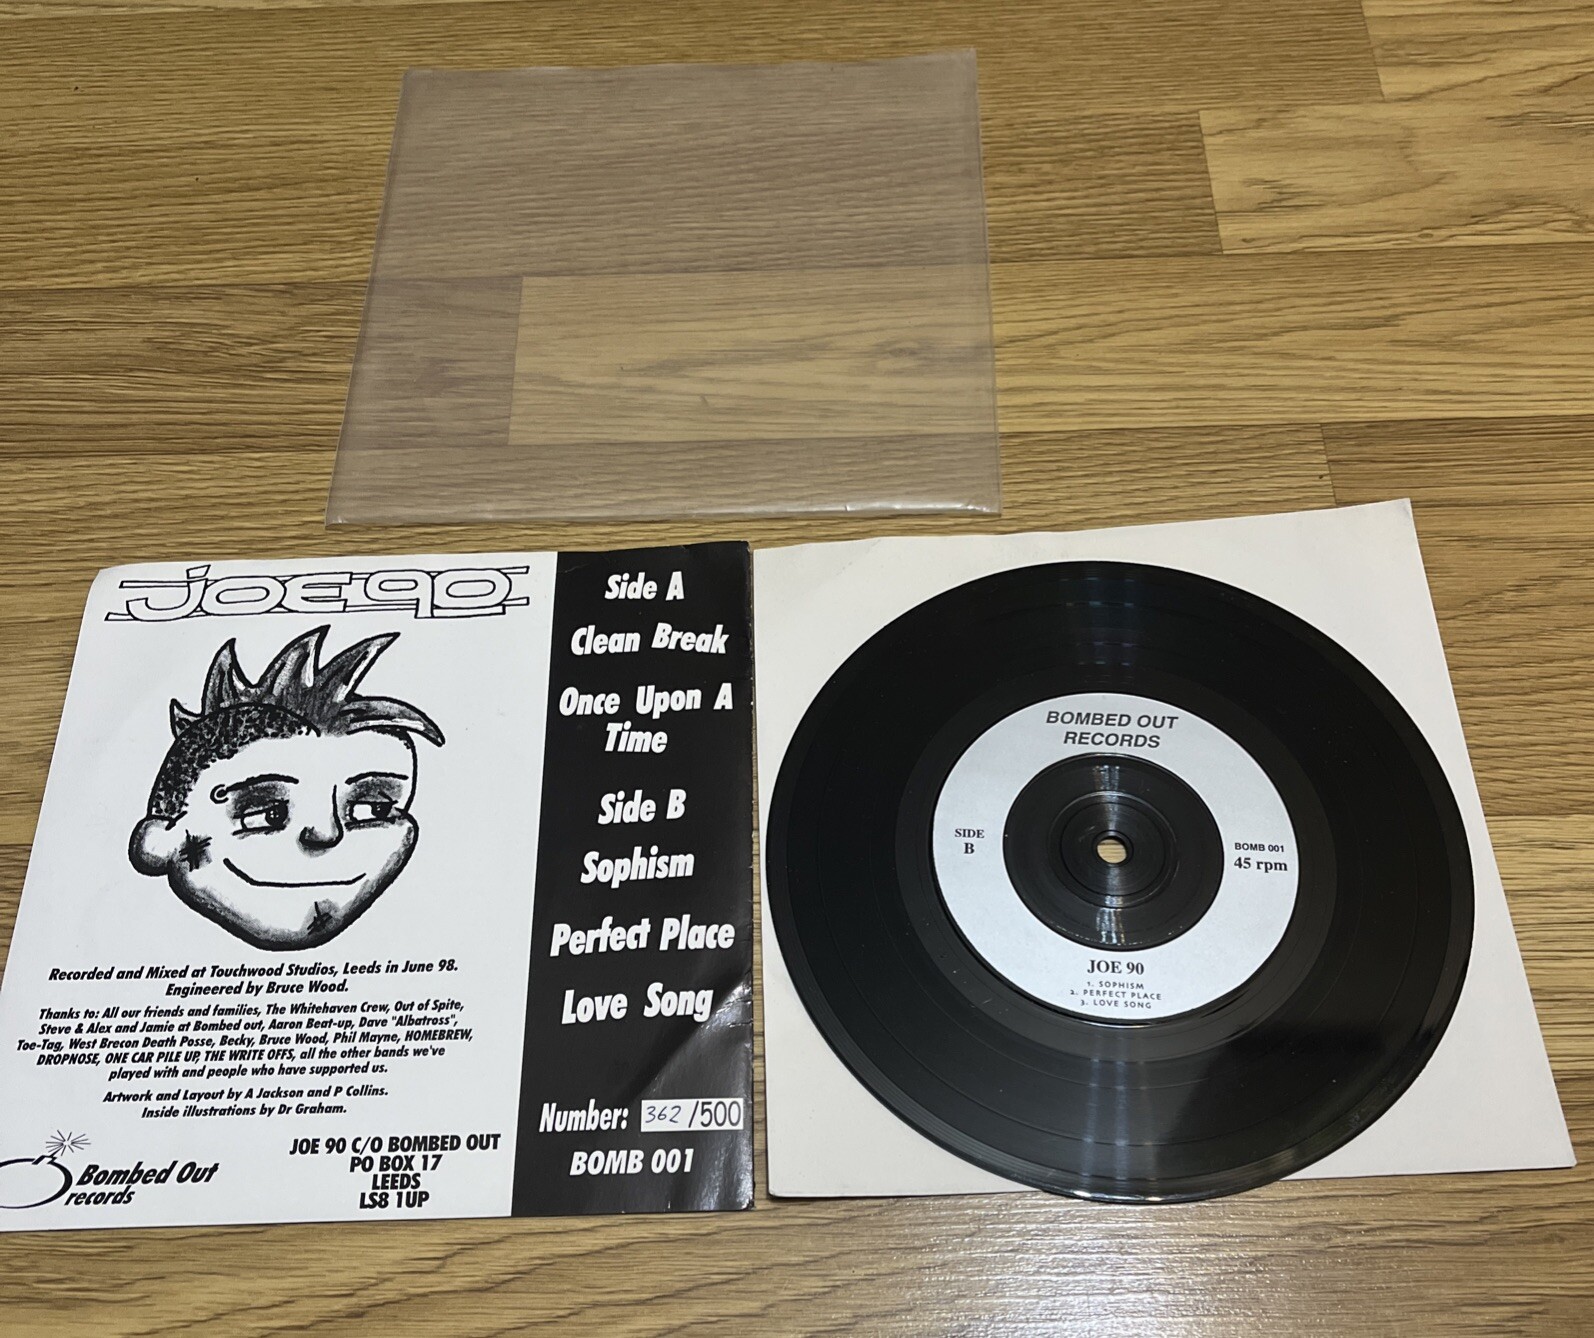 JOE 90
Recorded and Mixed at Touchwood Studios, Leeds in June 98.
Engineered by Bruce Wood.
Thanks to: All our friends and families, The Whitehaven Crew, Out of Spite,
Steve & Alex and Jamie at Bombed out, Aaron Beat-up, Dave "Albatross",
Toe-Tag, West Brecon Death Posse, Becky, Bruce Wood, Phil Mayne, HOMEBREW,
DROPNOSE, ONE CAR PILE UP, THE WRITE OFFS, all the other bands we've
played with and people who have supported us.
Artwork and Layout by A Jackson and P Collins.
Inside illustrations by Dr Graham.
Bombed Out
records
JOE 90 C/O BOMBED OUT
PO BOX 17
LEEDS
LS8 1UP
Side A
Clean Break
Once Upon A
Time
Side B
Sophism
Perfect Place
Love Song
Number: 362/500
BOMB 001
BOMBED OUT
RECORDS
SIDE
B
BOMB 001
45 rpm
JOE 90
1. SOPHISM
2. PERFECT PLACE
3. LOVE SONG